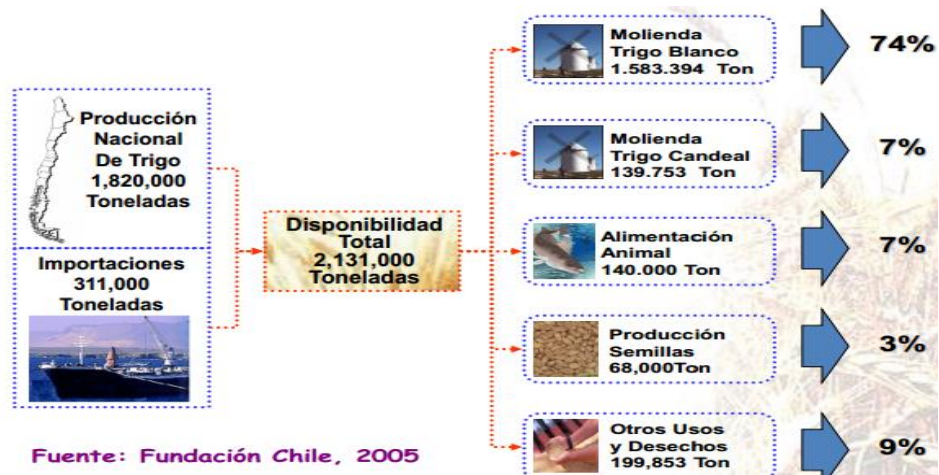 Producción
Nacional
De Trigo
1,820,000
Toneladas
Importaciones
311,000
Toneladas
Disponibilidad
Total
2,131,000
Toneladas
Molienda
Trigo Blanco
1.583.394 Ton
74%
Molienda
Trigo Candeal
139.753 Ton
7%
Alimentación
Animal
140.000 Ton
7%
Producción
Semillas
68,000Ton
3%
Otros Usos
y Desechos
199,853 Ton
9%
Fuente: Fundación Chile, 2005